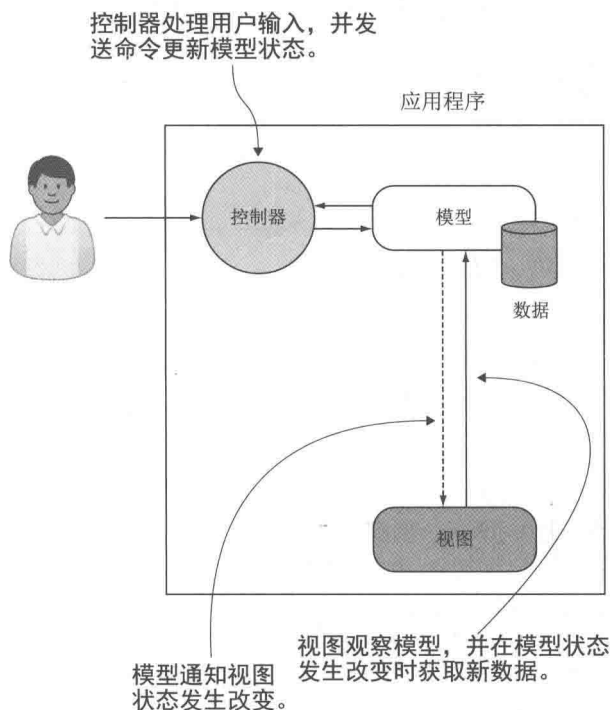 控制器处理用户输入，并发
送命令更新模型状态。
应用程序
控制器
模型
数据
视图
模型通知视图
状态发生改变。
视图观察模型，并在模型状态
发生改变时获取新数据。